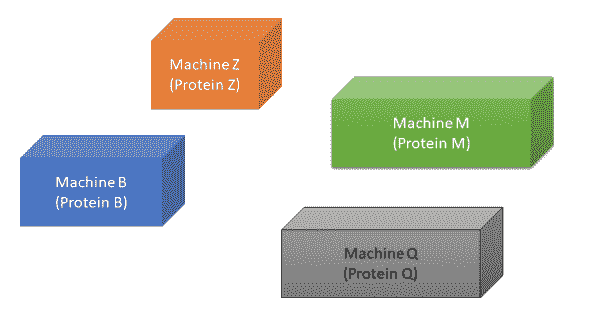 Machine Z
(Protein Z)
Machine M
(Protein M)
Machine B
(Protein B)
Machine Q
(Protein Q)